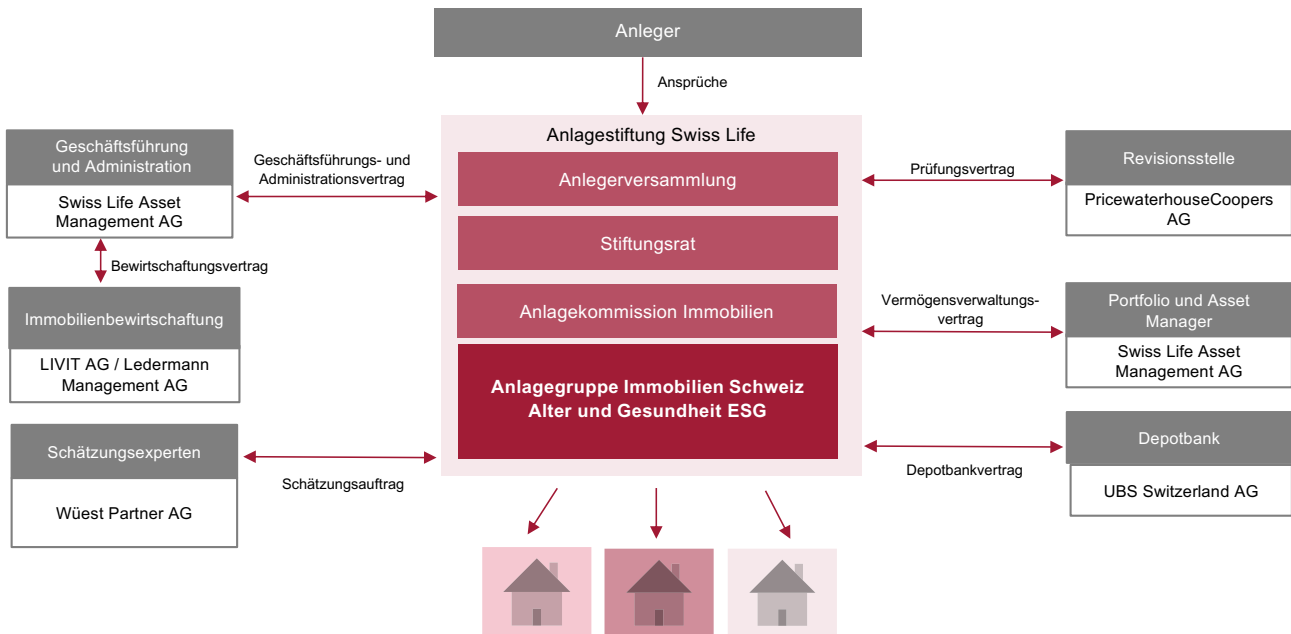 Anleger
Ansprüche
Anlagestiftung Swiss Life
Anlegerversammlung
Stiftungsrat
Anlagekommission Immobilien
Anlagegruppe Immobilien Schweiz
Alter und Gesundheit ESG
Geschäftsführung
und Administration
Swiss Life Asset
Management AG
Geschäftsführungs- und
Administrationsvertrag
Bewirtschaftungsvertrag
Immobilienbewirtschaftung
LIVIT AG / Ledermann
Management AG
Schätzungsexperten
Wüest Partner AG
Schätzungsauftrag
Prüfungsvertrag
Revisionsstelle
PricewaterhouseCoopers
AG
Vermögensverwaltungs-
vertrag
Portfolio und Asset
Manager
Swiss Life Asset
Management AG
Depotbankvertrag
Depotbank
UBS Switzerland AG